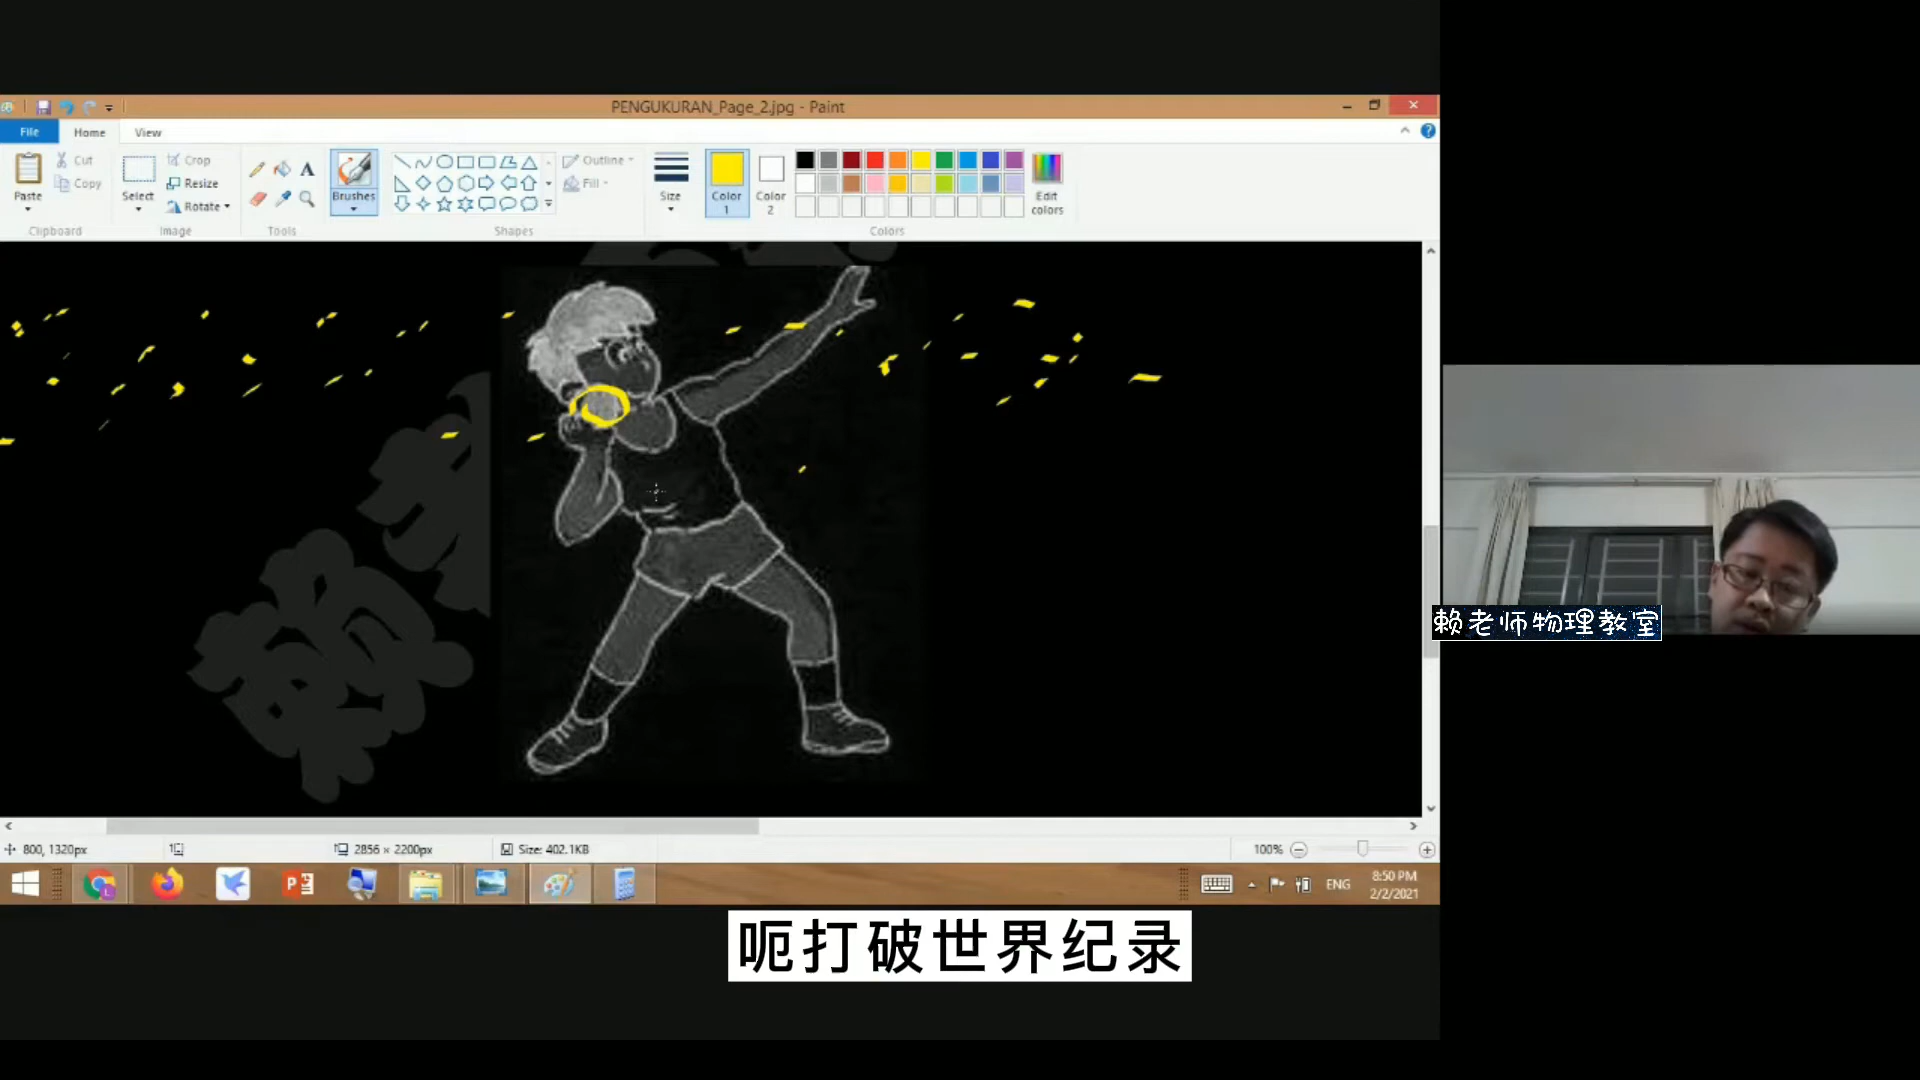 PENGUKURAN_Page_2.jpg - Paint
File Home View
Paste
Cut
Copy
Clipboard
Select
Crop
Resize
Rotate
Image
A
Tools
Brushes
Shapes
Outline
Fill
Size
Color 1
Color 2
Edit colors
Colors
赖老师物理教室
800, 1320px
2856 × 2200px
Size: 402.1KB
100%
ENG
8:50 PM
2/2/2021
呃打破世界纪录